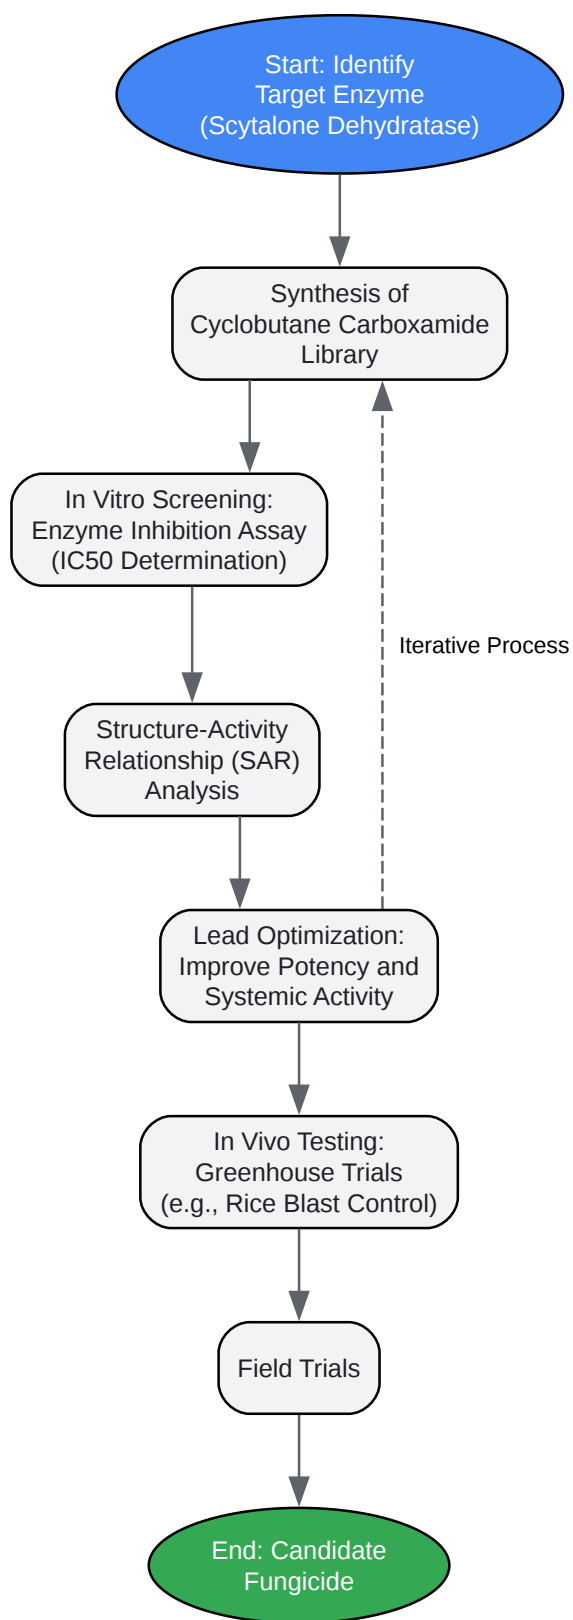 Start: Identify
Target Enzyme
(Scytalone Dehydratase)
Synthesis of
Cyclobutane Carboxamide
Library
In Vitro Screening:
Enzyme Inhibition Assay
(IC50 Determination)
Iterative Process
Structure-Activity
Relationship (SAR)
Analysis
Lead Optimization:
Improve Potency and
Systemic Activity
In Vivo Testing:
Greenhouse Trials
(e.g., Rice Blast Control)
Field Trials
End: Candidate
Fungicide